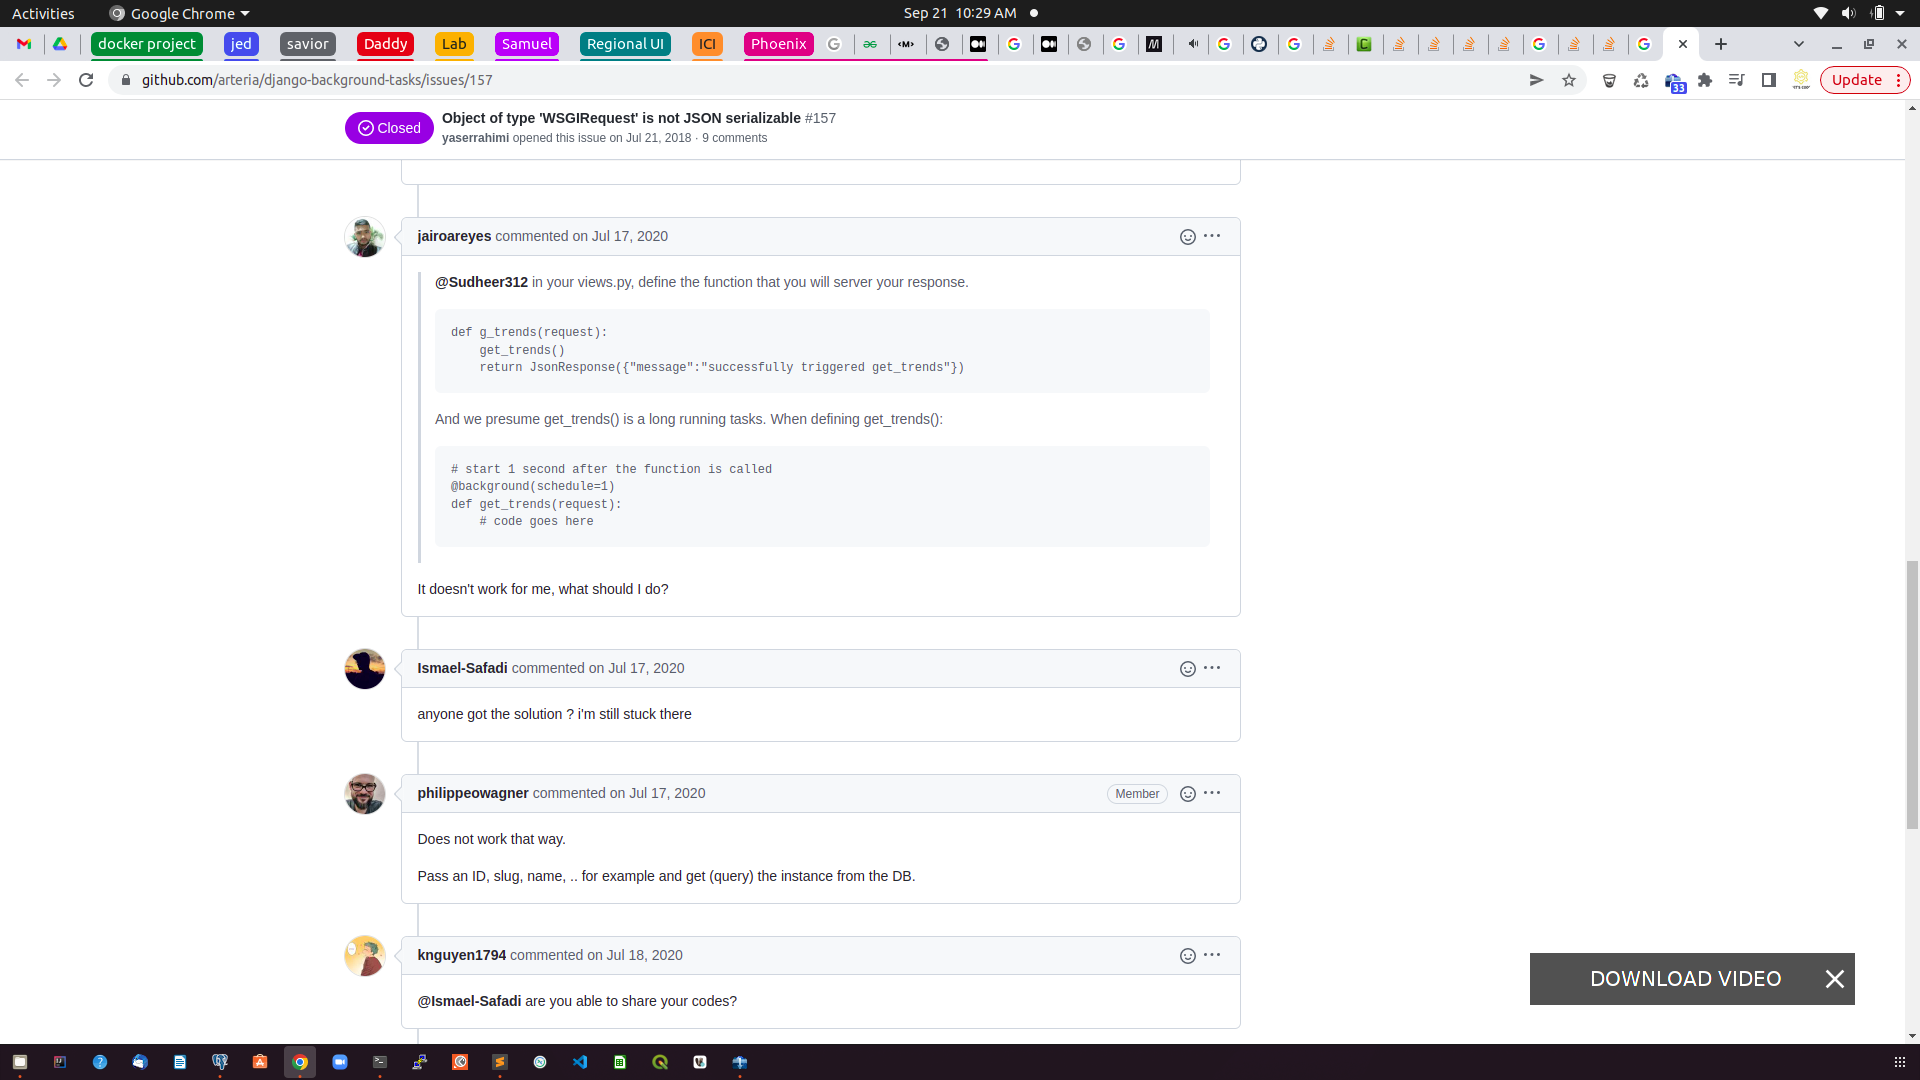 Activities
Google Chrome
Sep 21 10:29 AM
docker project
jed
savior
Daddy
Lab
Samuel
Regional UI
ICI
Phoenix
github.com/arteria/django-background-tasks/issues/157
33
Update
Closed
Object of type 'WSGIRequest' is not JSON serializable #157
yaserrahimi opened this issue on Jul 21, 2018 · 9 comments
jairoareyes commented on Jul 17, 2020
@Sudheer312 in your views.py, define the function that you will server your response.
def g_trends(request):
    get_trends()
    return JsonResponse({"message":"successfully triggered get_trends"})
And we presume get_trends() is a long running tasks. When defining get_trends():
# start 1 second after the function is called
@background(schedule=1)
def get_trends(request):
    # code goes here
It doesn't work for me, what should I do?
Ismael-Safadi commented on Jul 17, 2020
anyone got the solution ? i'm still stuck there
philippeowagner commented on Jul 17, 2020
Member
Does not work that way.
Pass an ID, slug, name, .. for example and get (query) the instance from the DB.
knguyen1794 commented on Jul 18, 2020
@Ismael-Safadi are you able to share your codes?
DOWNLOAD VIDEO